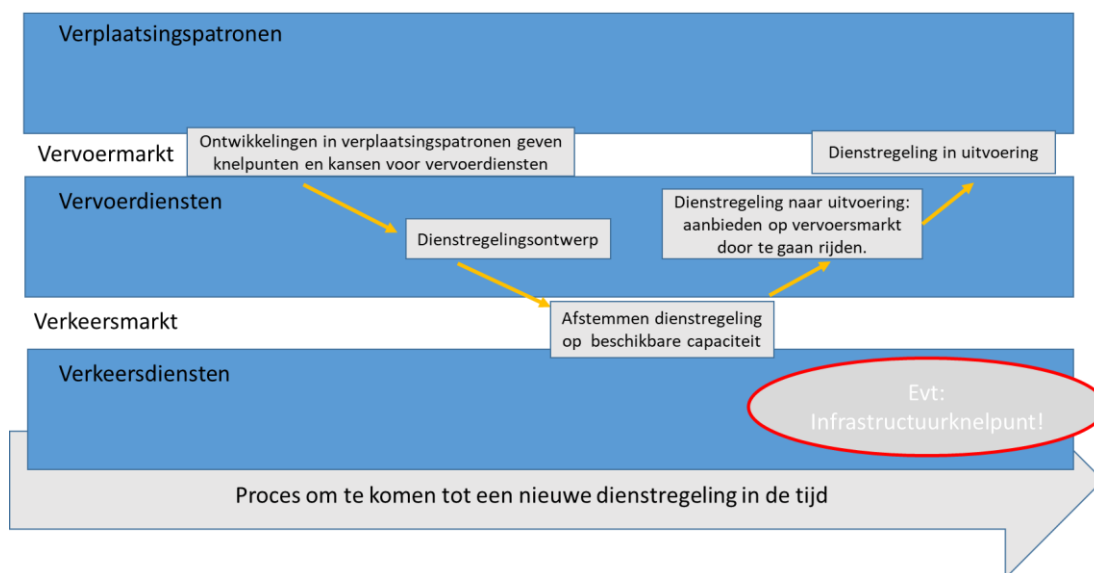 Verplaatsingspatronen
Vervoermarkt
Ontwikkelingen in verplaatsingspatronen geven
knelpunten en kansen voor vervoerdiensten
Dienstregeling in uitvoering
Vervoerdiensten
Dienstregelingsontwerp
Dienstregeling naar uitvoering:
aanbieden op vervoersmarkt
door te gaan rijden.
Verkeersmarkt
Afstemmen dienstregeling
op beschikbare capaciteit
Verkeersdiensten
Evt:
Infrastructuurknelpunt!
Proces om te komen tot een nieuwe dienstregeling in de tijd